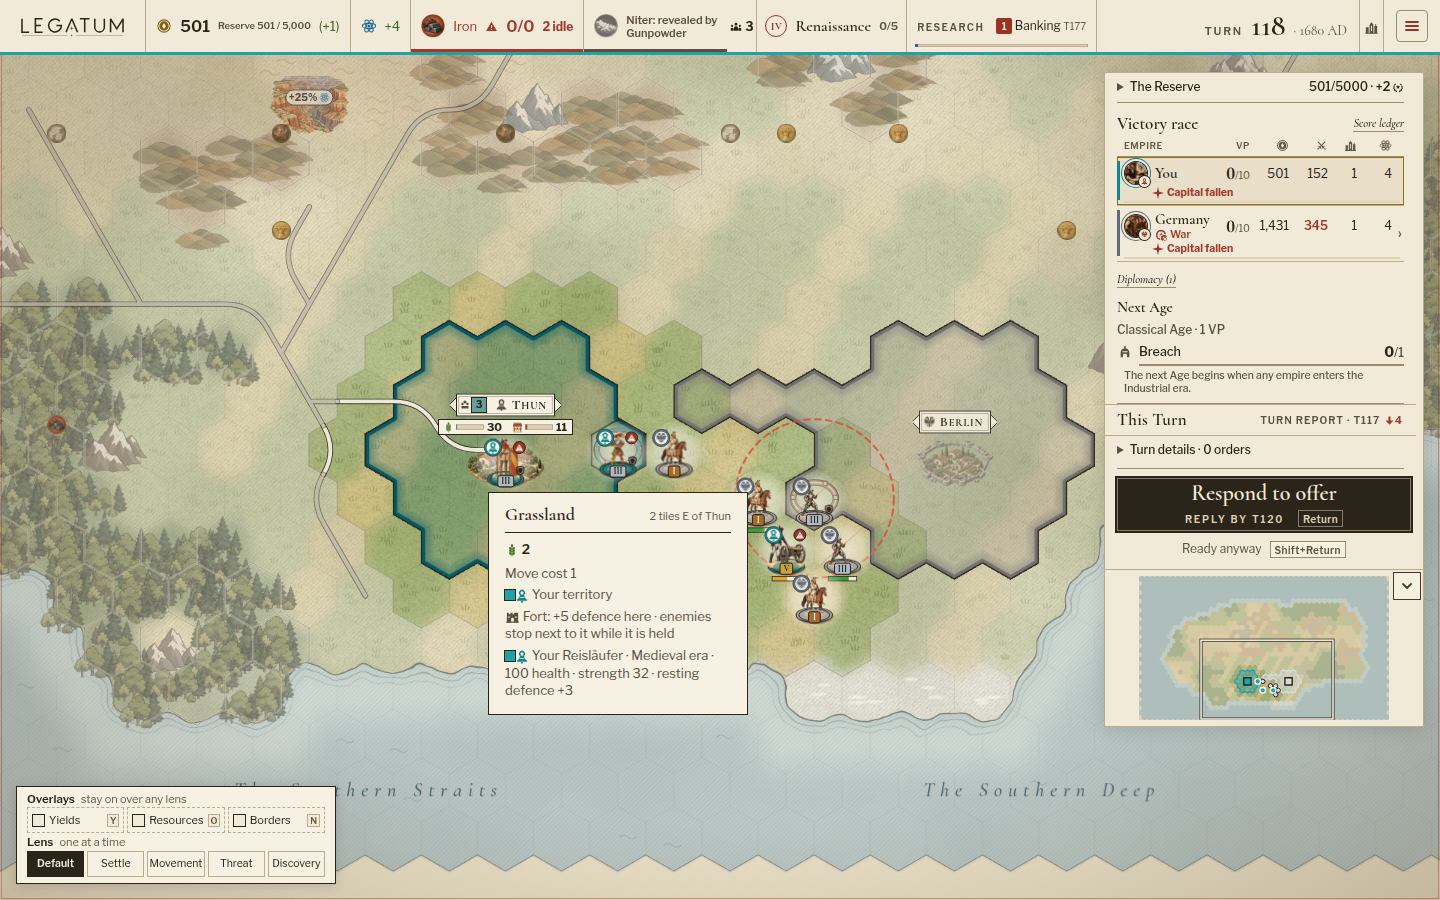 LEGATUM
501 Reserve 501 / 5,000 (+1)
+4
Iron 0/0 2 idle
Niter: revealed by Gunpowder
3
IV Renaissance 0/5
RESEARCH 1 Banking T177
TURN 118 · 1680 AD
+25%
The Reserve 501/5000 · +2
Victory race Score ledger
EMPIRE VP
You 0/10 501 152 1 4
Capital fallen
Germany 0/10 1,431 345 1 4 ›
War
Capital fallen
Diplomacy (1)
Next Age
Classical Age · 1 VP
Breach 0/1
The next Age begins when any empire enters the
Industrial era.
This Turn TURN REPORT · T117 4
Turn details · 0 orders
Respond to offer
REPLY BY T120 Return
Ready anyway Shift+Return
3 THUN
30 11
BERLIN
III
III
I
I
III
V
III
I
Grassland 2 tiles E of Thun
2
Move cost 1
Your territory
Fort: +5 defence here · enemies
stop next to it while it is held
Your Reisläufer · Medieval era ·
100 health · strength 32 · resting
defence +3
thern Straits
The Southern Deep
Overlays stay on over any lens
Yields Y Resources O Borders N
Lens one at a time
Default Settle Movement Threat Discovery